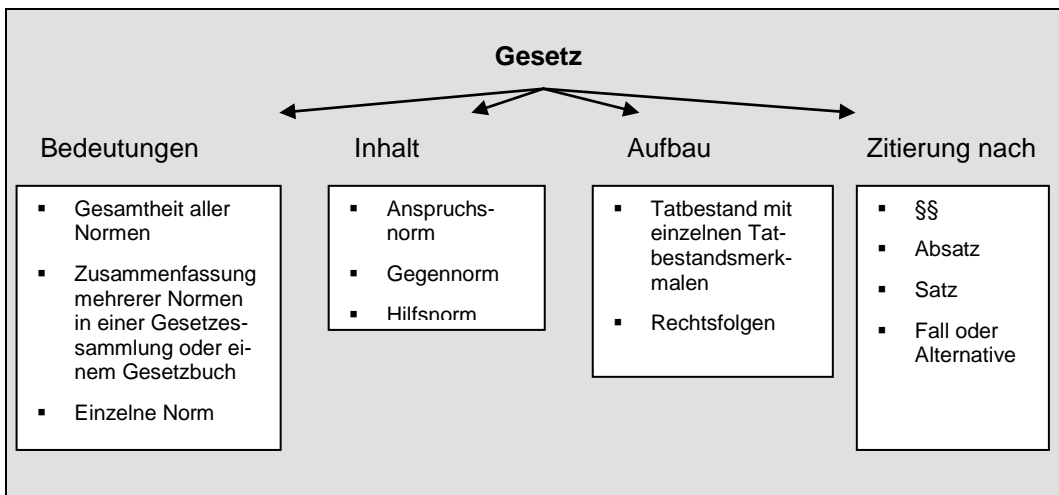 Gesetz
Bedeutungen
▪ Gesamtheit aller
Normen
▪ Zusammenfassung
mehrerer Normen
in einer Gesetzes-
sammlung oder ei-
nem Gesetzbuch
▪ Einzelne Norm
Inhalt
▪ Anspruchs-
norm
▪ Gegennorm
▪ Hilfsnorm
Aufbau
▪ Tatbestand mit
einzelnen Tat-
bestandsmerk-
malen
▪ Rechtsfolgen
Zitierung nach
▪ §§
▪ Absatz
▪ Satz
▪ Fall oder
Alternative